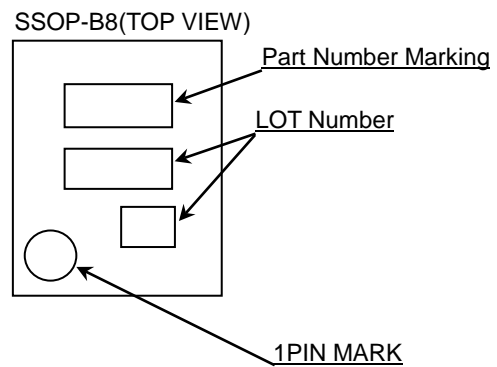 SSOP-B8(TOP VIEW)
Part Number Marking
LOT Number
1PIN MARK